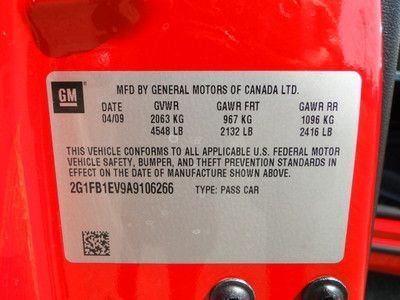 GM
MFD BY GENERAL MOTORS OF CANADA LTD.
DATE GVWR GAWR FRT GAWR RR
04/09 2063 KG 967 KG 1096 KG
4548 LB 2132 LB 2416 LB
THIS VEHICLE CONFORMS TO ALL APPLICABLE U.S. FEDERAL MOTOR
VEHICLE SAFETY, BUMPER, AND THEFT PREVENTION STANDARDS IN
EFFECT ON THE DATE OF MANUFACTURE SHOWN ABOVE.
2G1FB1EV9A9106266 TYPE: PASS CAR